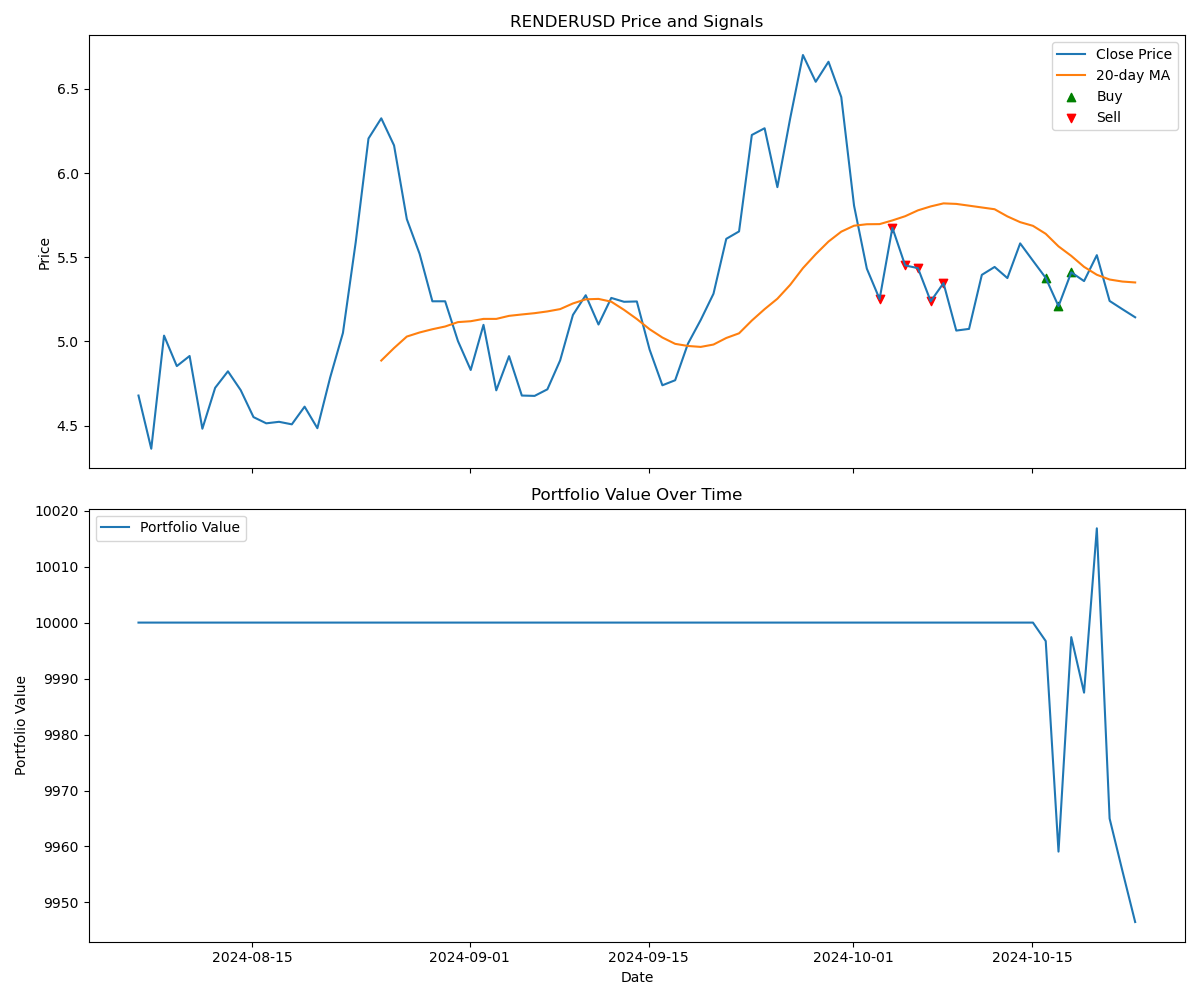 RENDERUSD Price and Signals
Price
6.5
6.0
5.5
5.0
4.5
Close Price
20-day MA
Buy
Sell
Portfolio Value Over Time
Portfolio Value
10020
10010
10000
9990
9980
9970
9960
9950
Portfolio Value
2024-08-15
2024-09-01
2024-09-15
2024-10-01
2024-10-15
Date